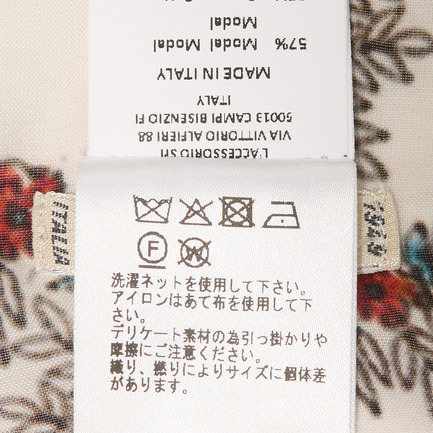 Modal
57% Modal Modal
MADE IN ITALY
ITALY
50013 CAMPI BISENZIO FI
VIA VITTORIO ALFIERI 88
L'ACCESSORIO Srl
ITALIA
1949
F
W
洗濯ネットを使用して下さい。
アイロンはあて布を使用して下
さい。
デリケート素材の為引っ掛かりや
摩擦にご注意ください。
織り、撚りによりサイズに個体差
があります。